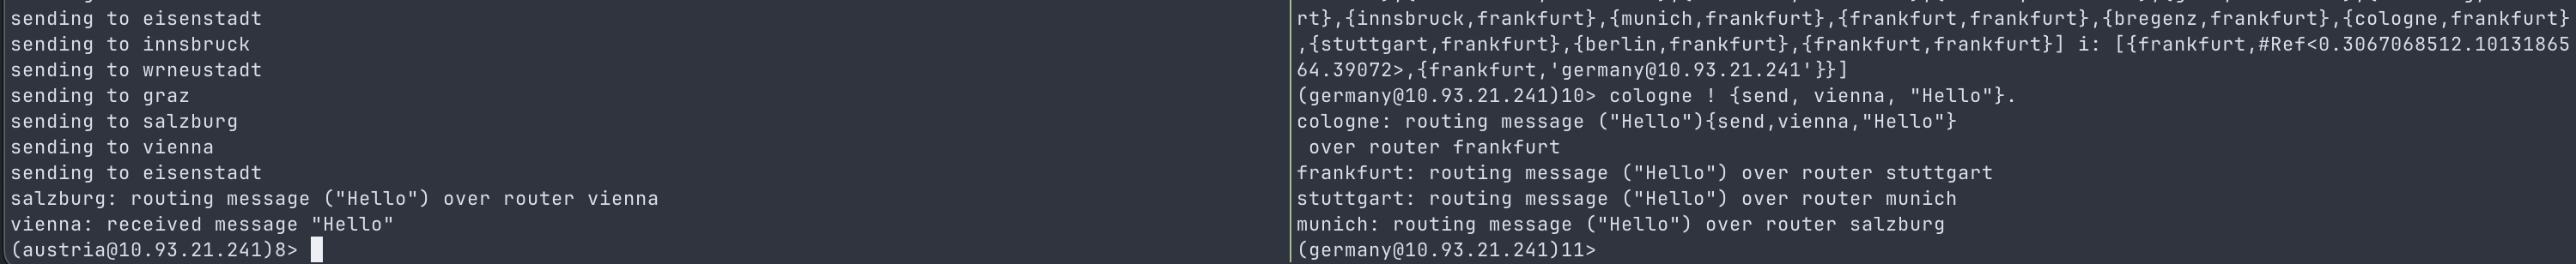 sending to eisenstadt
sending to innsbruck
sending to wrneustadt
sending to graz
sending to salzburg
sending to vienna
sending to eisenstadt
salzburg: routing message ("Hello") over router vienna
vienna: received message "Hello"
(austria@10.93.21.241)8>
rt},{innsbruck,frankfurt},{munich,frankfurt},{frankfurt,frankfurt},{bregenz,frankfurt},{cologne,frankfurt}
,{stuttgart,frankfurt},{berlin,frankfurt},{frankfurt,frankfurt}] i: [{frankfurt,#Ref<0.3067068512.10131865
64.39072>,{frankfurt,'germany@10.93.21.241'}}]
(germany@10.93.21.241)10> cologne ! {send, vienna, "Hello"}.
cologne: routing message ("Hello"){send,vienna,"Hello"}
 over router frankfurt
frankfurt: routing message ("Hello") over router stuttgart
stuttgart: routing message ("Hello") over router munich
munich: routing message ("Hello") over router salzburg
(germany@10.93.21.241)11>